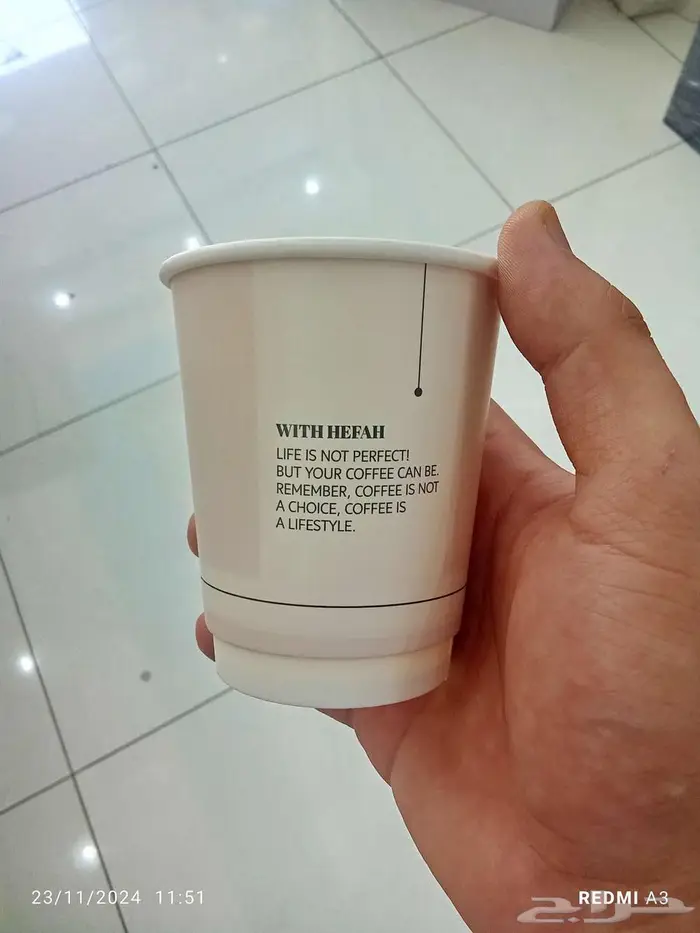 WITH HEFAH
LIFE IS NOT PERFECT!
BUT YOUR COFFEE CAN BE.
REMEMBER, COFFEE IS NOT
A CHOICE, COFFEE IS
A LIFESTYLE.
23/11/2024 11:51
REDMI A3
حراج